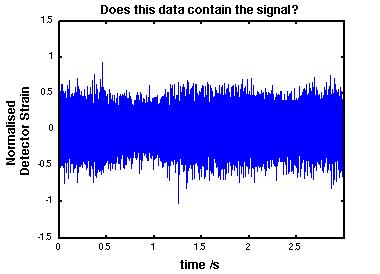 Does this data contain the signal?
1.5
1
0.5
0
-0.5
-1
-1.5
Normalised
Detector Strain
0 0.5 1 1.5 2 2.5
time /s